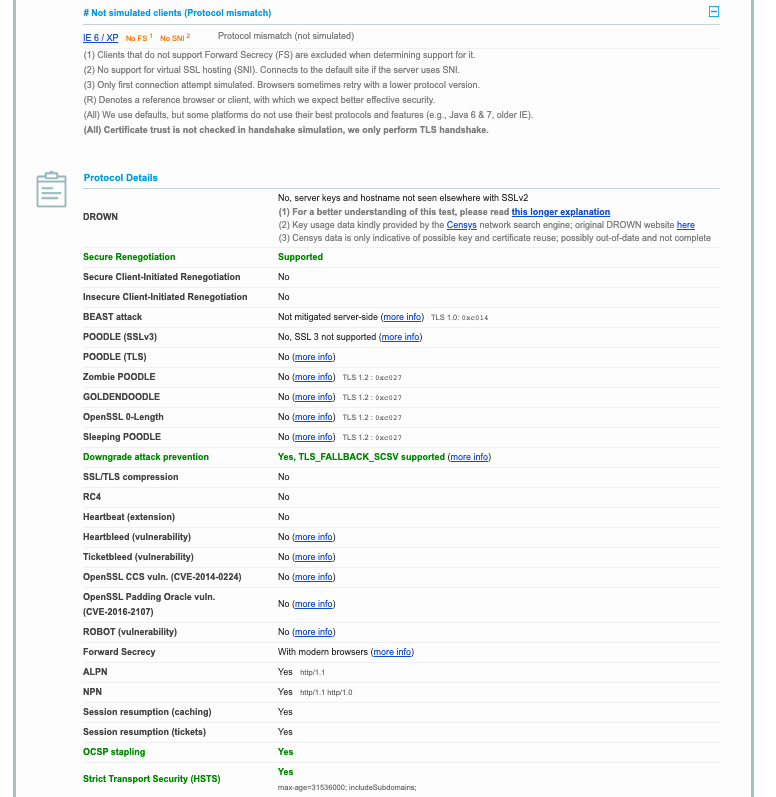 # Not simulated clients (Protocol mismatch)
IE 6 / XP No FS 1 No SNI 2 Protocol mismatch (not simulated)
(1) Clients that do not support Forward Secrecy (FS) are excluded when determining support for it.
(2) No support for virtual SSL hosting (SNI). Connects to the default site if the server uses SNI.
(3) Only first connection attempt simulated. Browsers sometimes retry with a lower protocol version.
(R) Denotes a reference browser or client, with which we expect better effective security.
(All) We use defaults, but some platforms do not use their best protocols and features (e.g., Java 6 & 7, older IE).
(All) Certificate trust is not checked in handshake simulation, we only perform TLS handshake.
Protocol Details
DROWN
No, server keys and hostname not seen elsewhere with SSLv2
(1) For a better understanding of this test, please read this longer explanation
(2) Key usage data kindly provided by the Censys network search engine; original DROWN website here
(3) Censys data is only indicative of possible key and certificate reuse; possibly out-of-date and not complete
Secure Renegotiation Supported
Secure Client-Initiated Renegotiation No
Insecure Client-Initiated Renegotiation No
BEAST attack Not mitigated server-side (more info) TLS 1.0: 0xc014
POODLE (SSLv3) No, SSL 3 not supported (more info)
POODLE (TLS) No (more info)
Zombie POODLE No (more info) TLS 1.2 : 0xc027
GOLDENDOODLE No (more info) TLS 1.2 : 0xc027
OpenSSL 0-Length No (more info) TLS 1.2 : 0xc027
Sleeping POODLE No (more info) TLS 1.2 : 0xc027
Downgrade attack prevention Yes, TLS_FALLBACK_SCSV supported (more info)
SSL/TLS compression No
RC4 No
Heartbeat (extension) No
Heartbleed (vulnerability) No (more info)
Ticketbleed (vulnerability) No (more info)
OpenSSL CCS vuln. (CVE-2014-0224) No (more info)
OpenSSL Padding Oracle vuln.
(CVE-2016-2107) No (more info)
ROBOT (vulnerability) No (more info)
Forward Secrecy With modern browsers (more info)
ALPN Yes http/1.1
NPN Yes http/1.1 http/1.0
Session resumption (caching) Yes
Session resumption (tickets) Yes
OCSP stapling Yes
Strict Transport Security (HSTS) Yes
max-age=31536000; includeSubdomains;